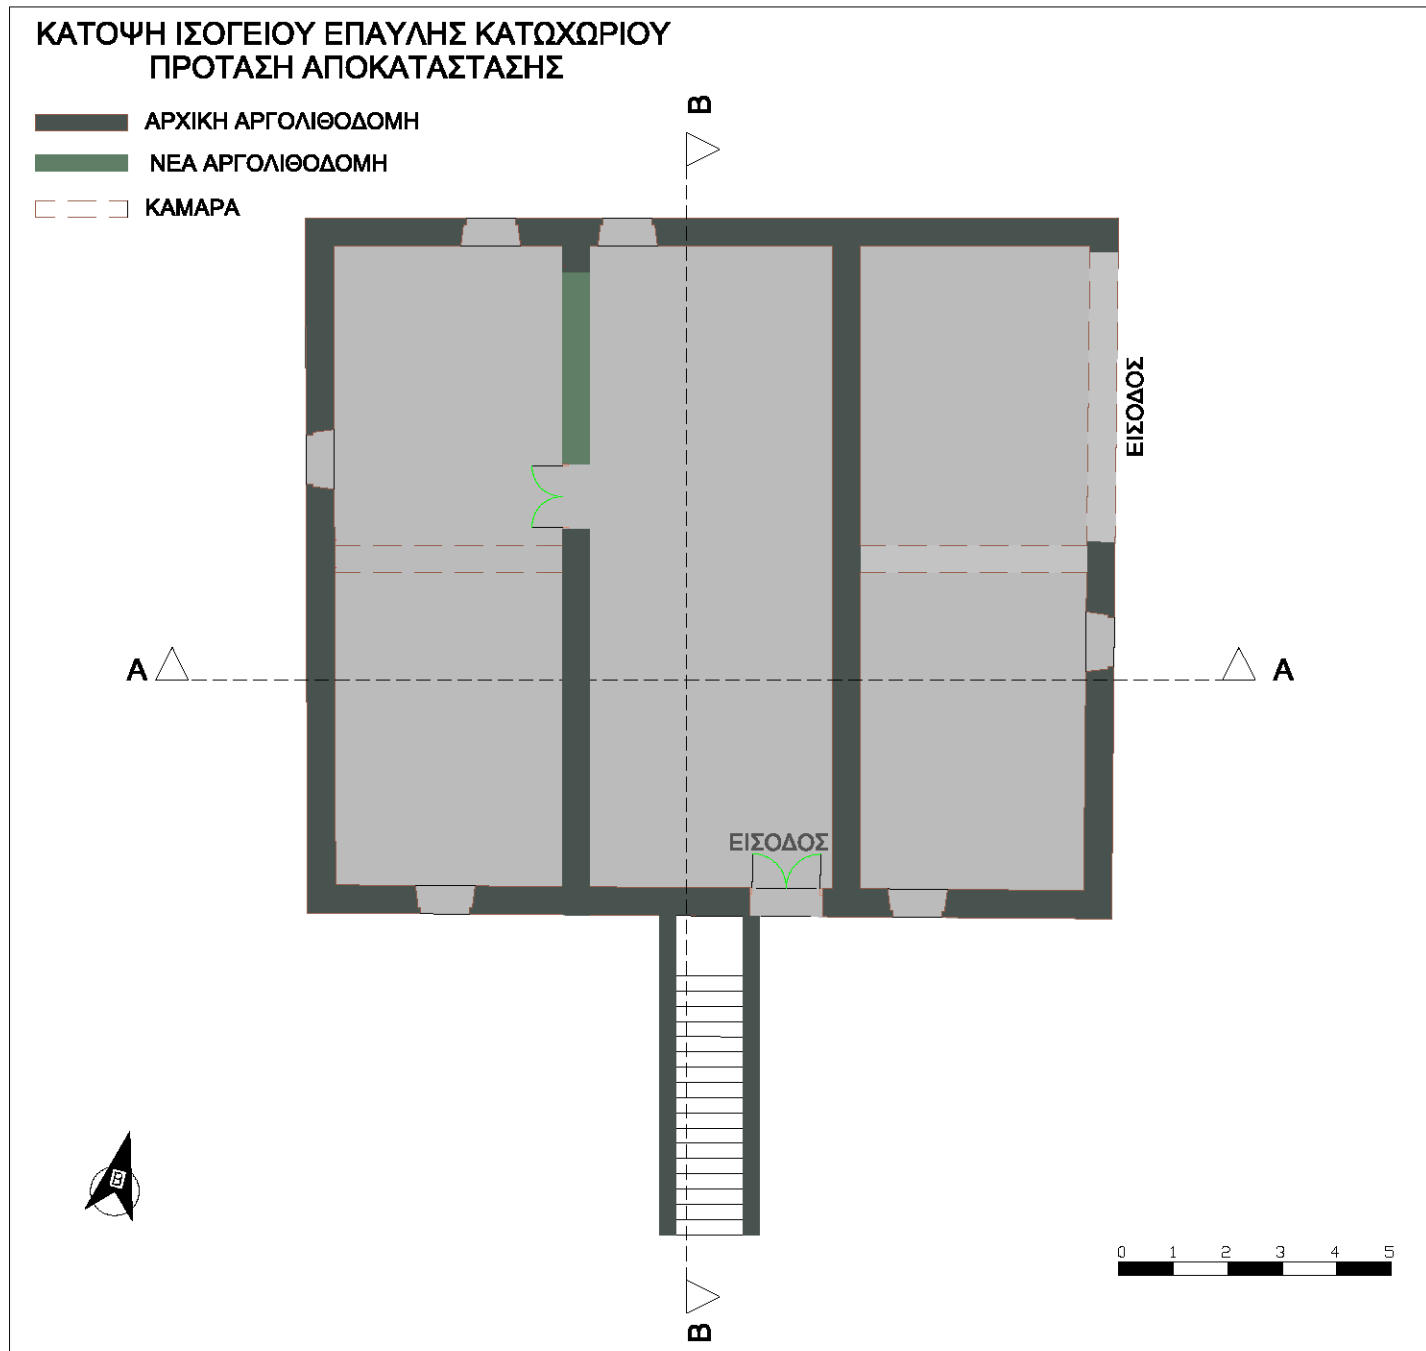 ΚΑΤΟΨΗ ΙΣΟΓΕΙΟΥ ΕΠΑΥΛΗΣ ΚΑΤΩΧΩΡΙΟΥ
ΠΡΟΤΑΣΗ ΑΠΟΚΑΤΑΣΤΑΣΗΣ
ΑΡΧΙΚΗ ΑΡΓΟΛΙΘΟΔΟΜΗ
ΝΕΑ ΑΡΓΟΛΙΘΟΔΟΜΗ
ΚΑΜΑΡΑ
Β
ΕΙΣΟΔΟΣ
Α
Α
ΕΙΣΟΔΟΣ
Β
0 1 2 3 4 5
Β